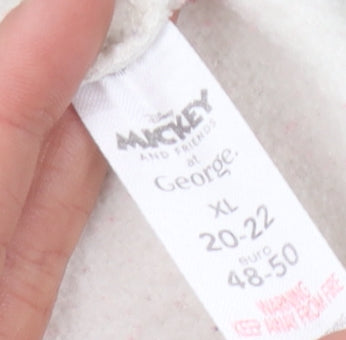 Disney
MICKEY
AND FRIENDS
at
George.
XL
20-22
euro
48-50
WARNING
KEEP AWAY FROM FIRE